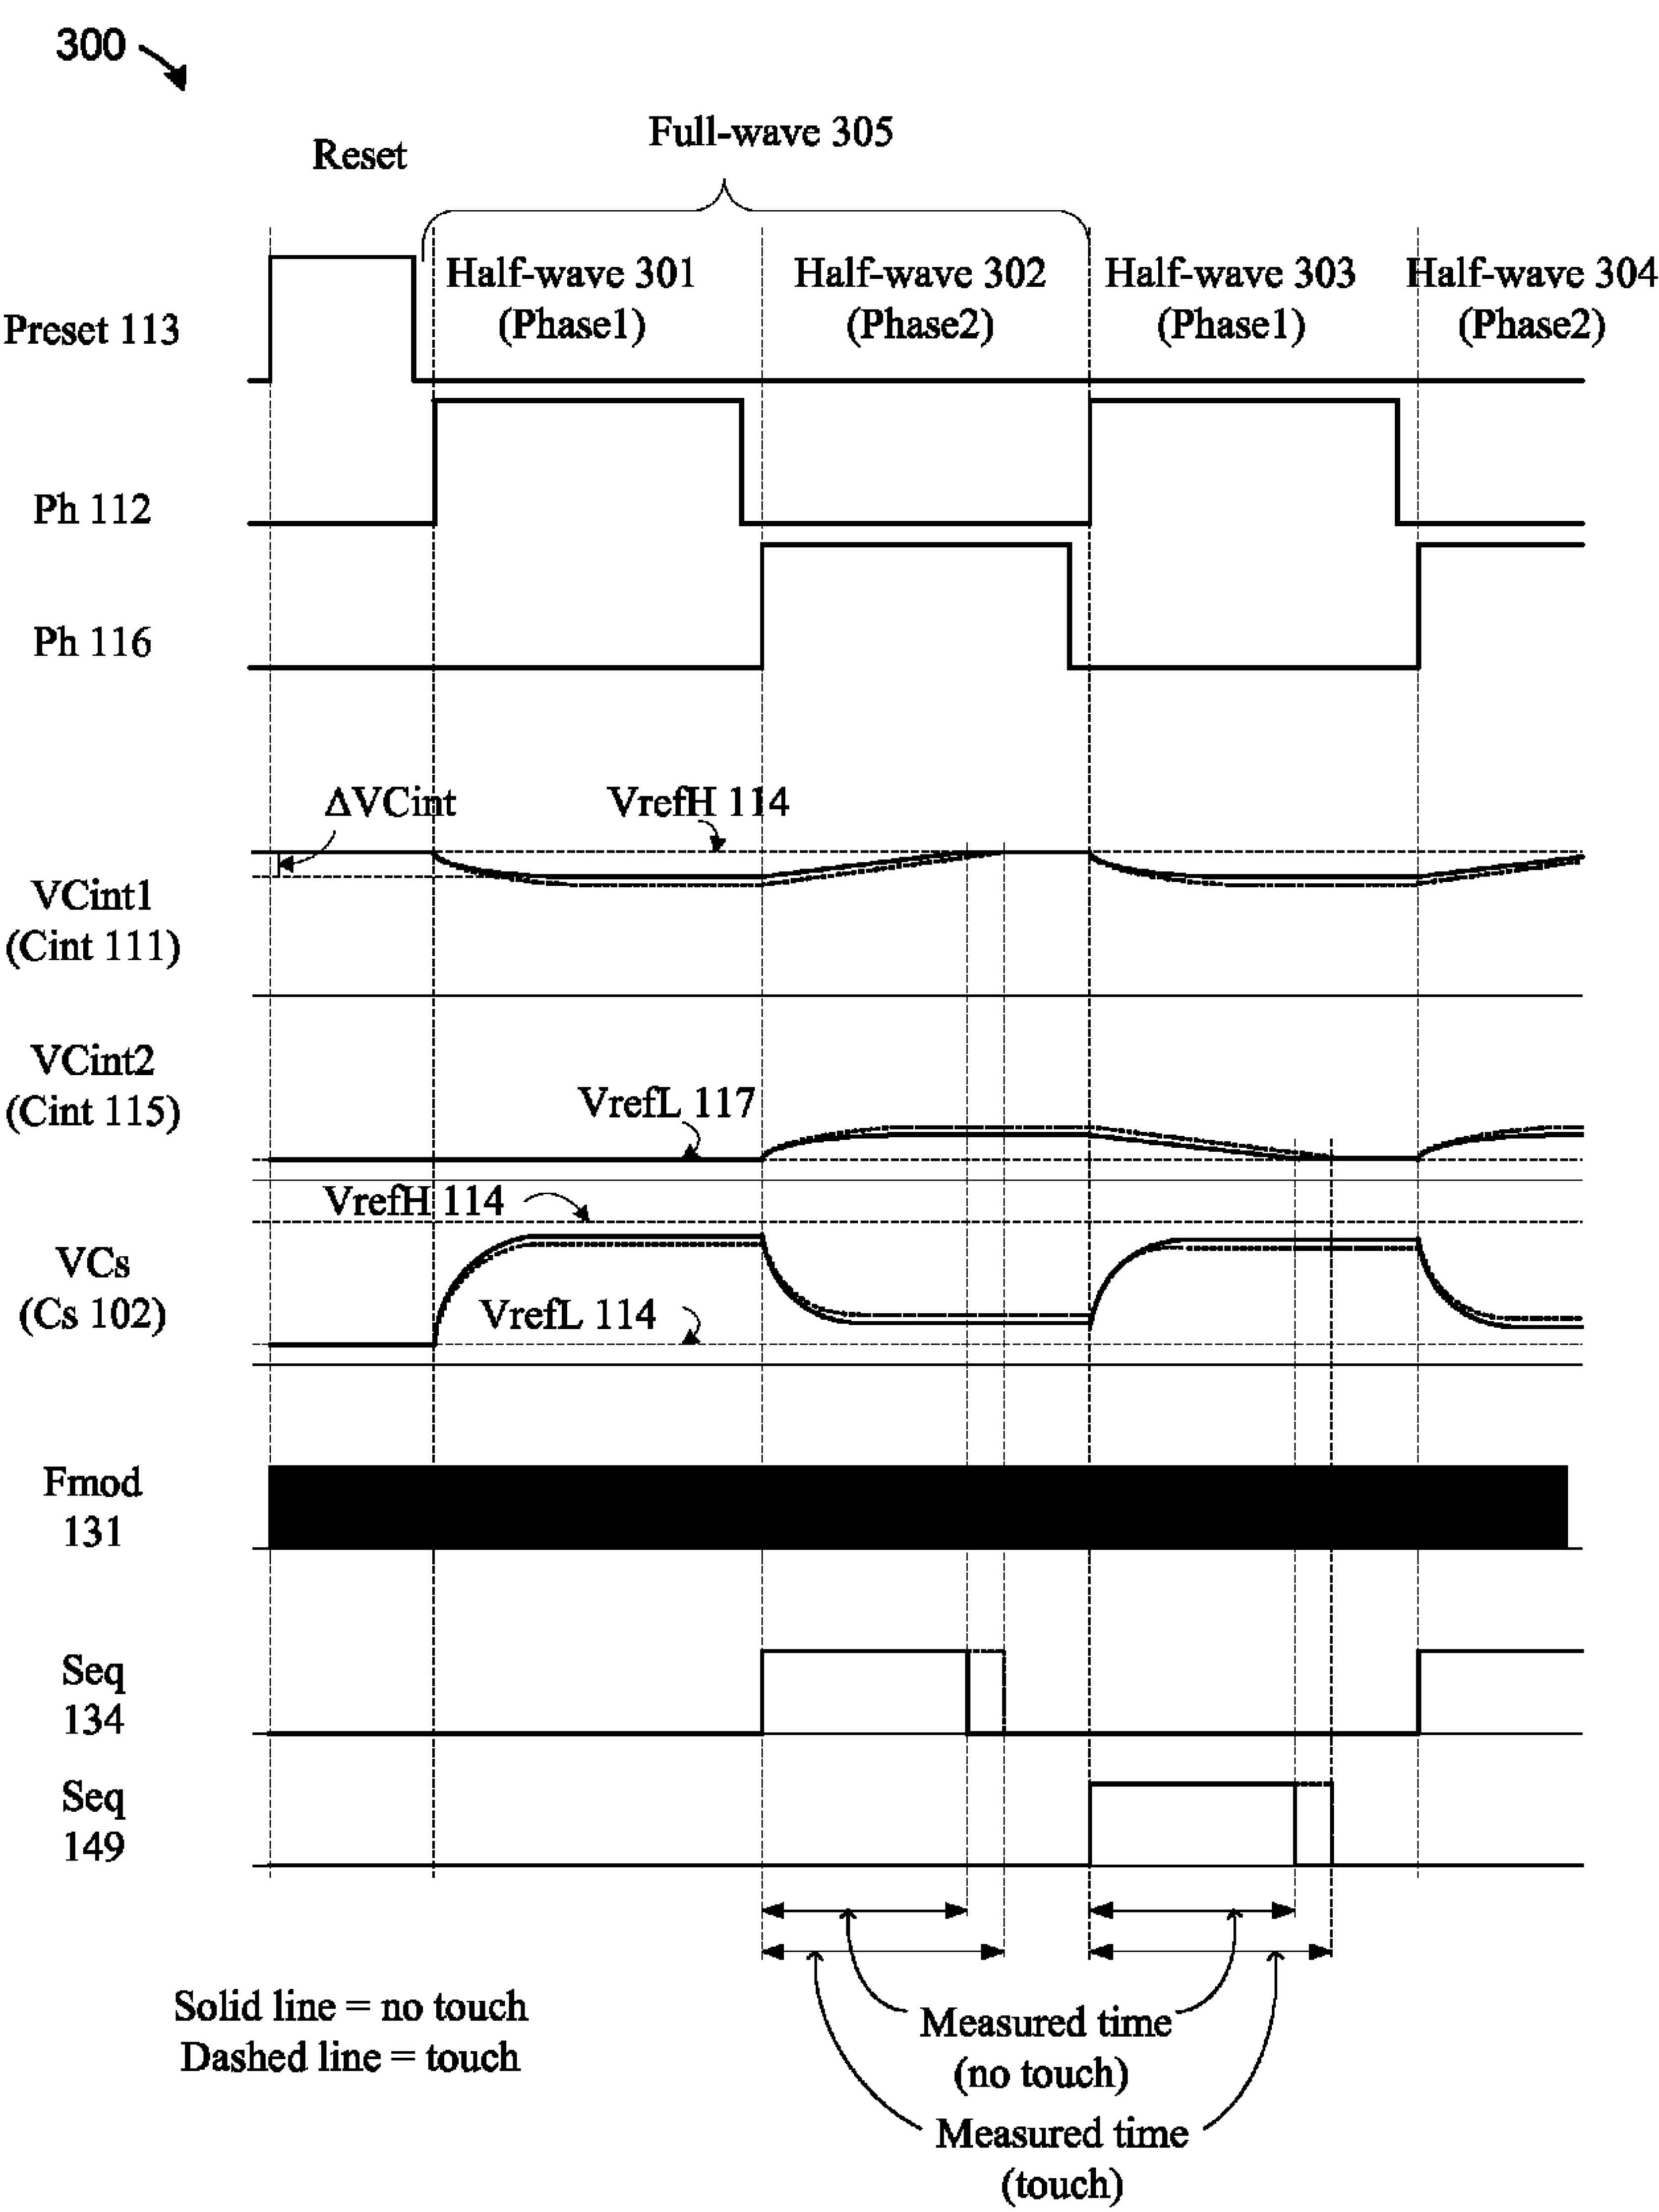 300
Full-wave 305
Reset
Half-wave 301
(Phase1)
Half-wave 302
(Phase2)
Half-wave 303
(Phase1)
Half-wave 304
(Phase2)
Preset 113
Ph 112
Ph 116
ΔVCint
VrefH 114
VCint1
(Cint 111)
VCint2
(Cint 115)
VrefL 117
VrefH 114
VCs
(Cs 102)
VrefL 114
Fmod
131
Seq
134
Seq
149
Solid line = no touch
Dashed line = touch
Measured time
(no touch)
Measured time
(touch)